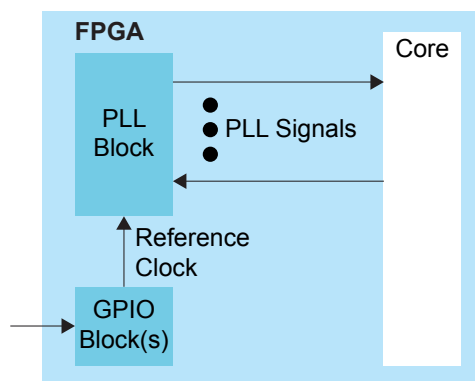 FPGA
Core
PLL
Block
PLL Signals
Reference
Clock
GPIO
Block(s)